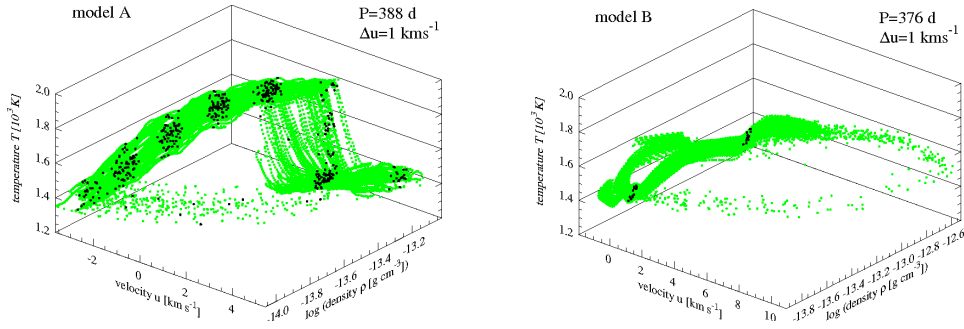 model A
P=388 d
Δu=1 kms⁻¹
temperature T [10³K]
2.0
1.8
1.6
1.4
1.2
-2
0
2
4
velocity u [km s⁻¹]
-14.0
-13.8
-13.6
-13.4
-13.2
log (density ρ [g cm⁻³])
model B
P=376 d
Δu=1 kms⁻¹
temperature T [10³K]
2.0
1.8
1.6
1.4
1.2
0
2
4
6
8
10
velocity u [km s⁻¹]
-13.8
-13.6
-13.4
-13.2
-13.0
-12.8
-12.6
log (density ρ [g cm⁻³])